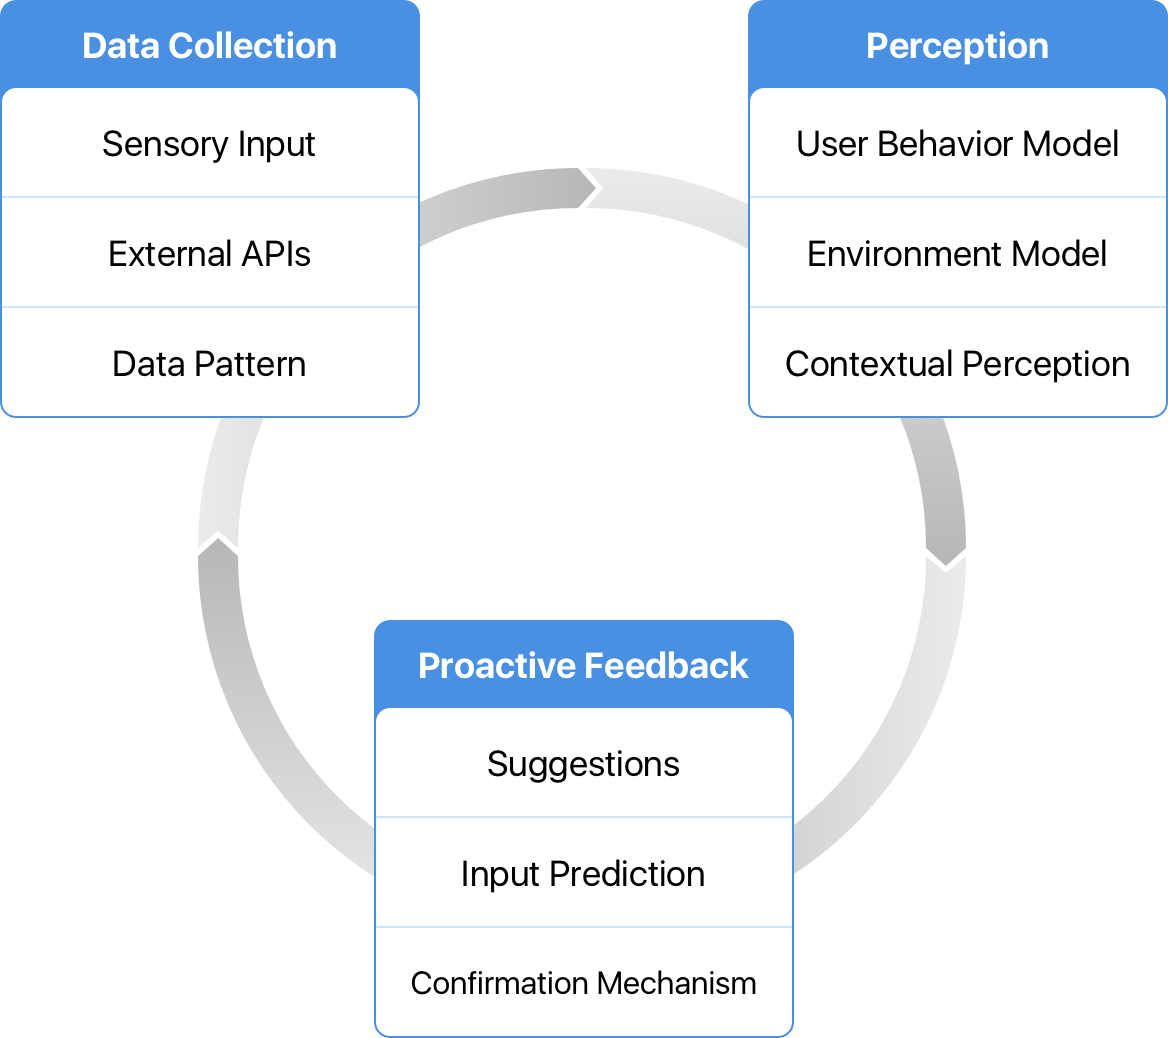 Data Collection
Sensory Input
External APIs
Data Pattern
Perception
User Behavior Model
Environment Model
Contextual Perception
Proactive Feedback
Suggestions
Input Prediction
Confirmation Mechanism